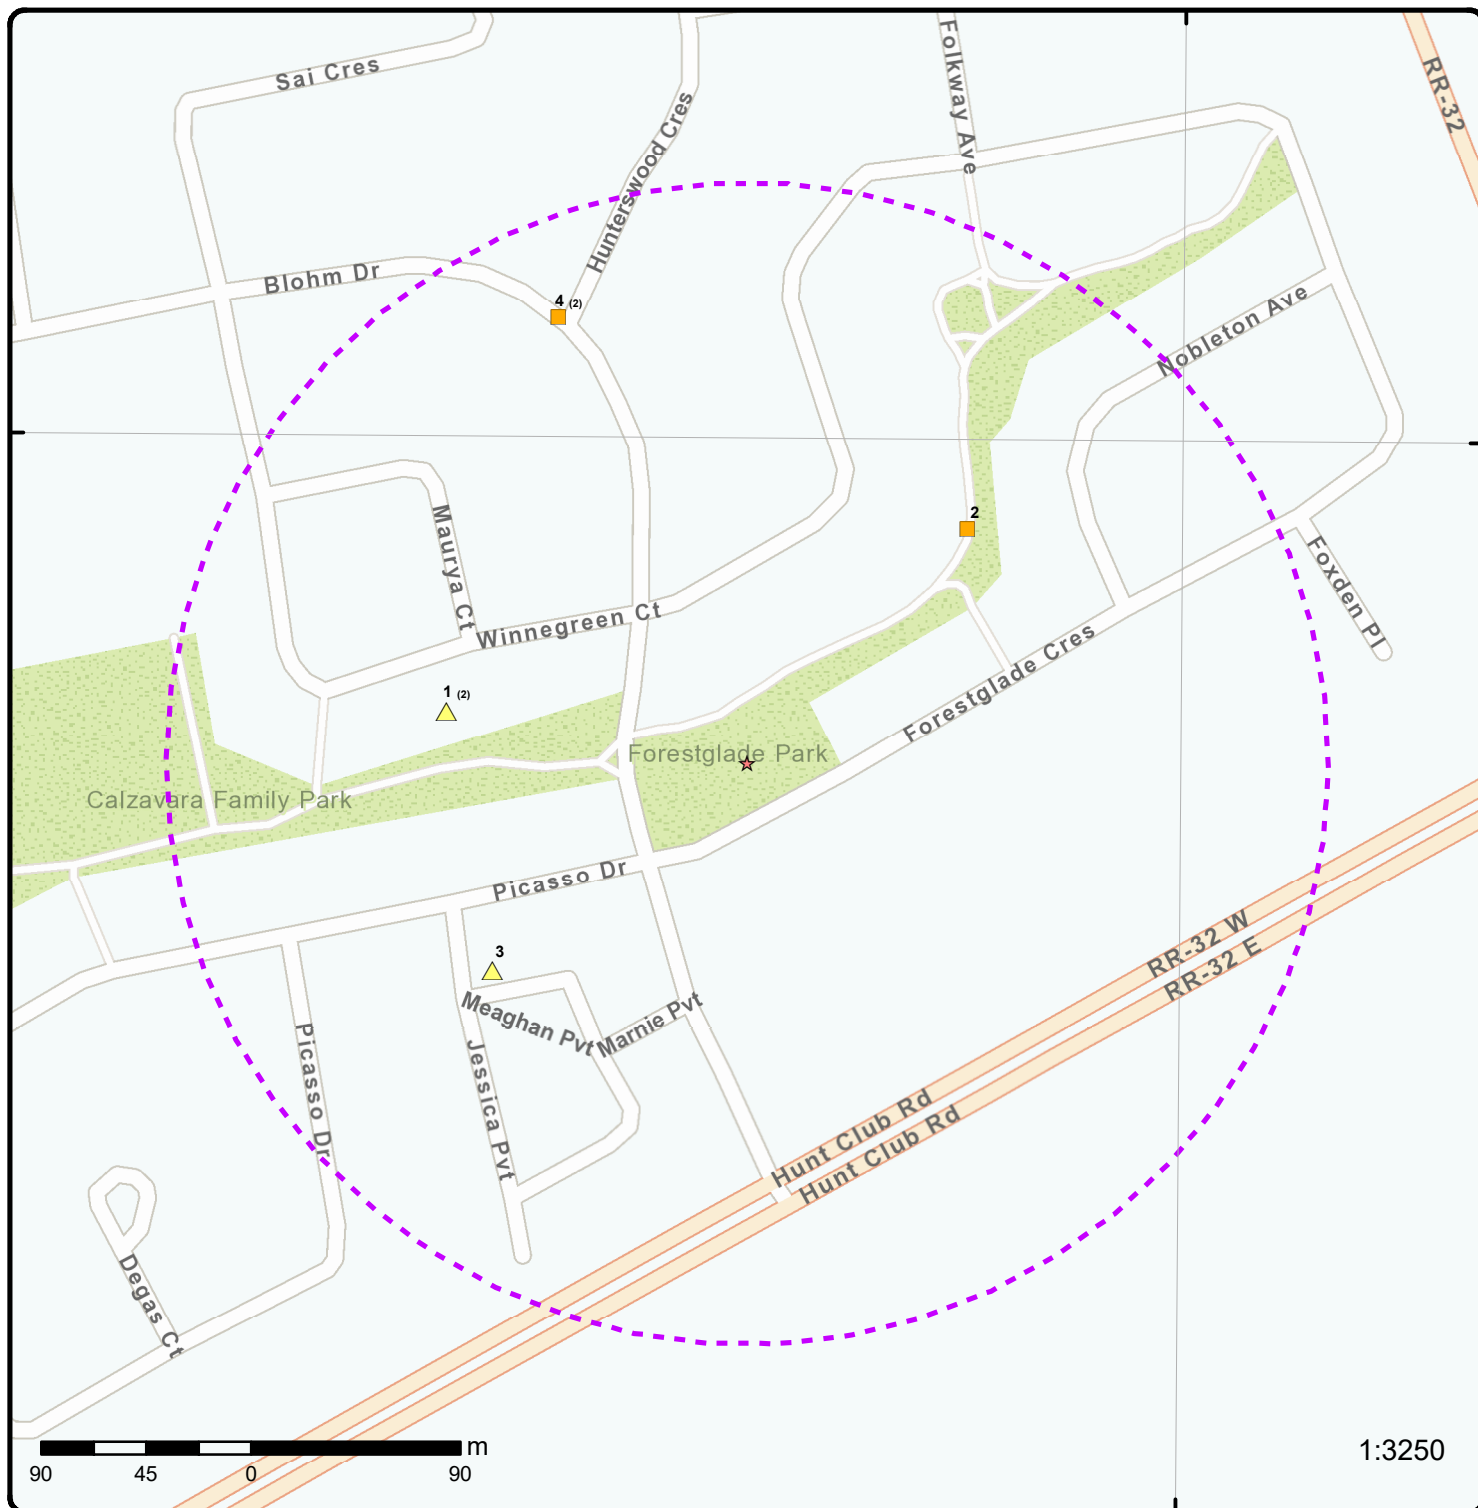 Sai Cres
Folkway Ave
RR-32
Hunterswood Cres
Blohm Dr
4 (2)
Nobleton Ave
Maurya Ct
2
Foxden Pl
Winnegreen Ct
Forestglade Cres
1 (2)
Forestglade Park
Calzavara Family Park
Picasso Dr
3
RR-32 W
RR-32 E
Meaghan Pvt
Marnie Pvt
Picasso Dr
Jessica Pvt
Hunt Club Rd
Hunt Club Rd
Degas Ct
m
90 45 0 90
1:3250